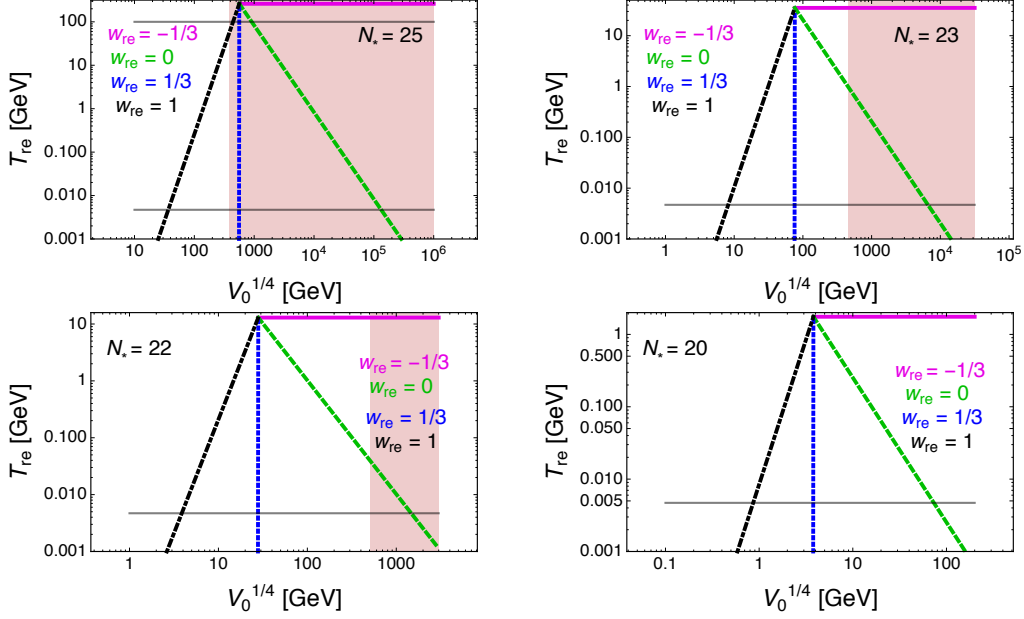 T_re [GeV]
100
10
1
0.100
0.010
0.001
w_re = −1/3
w_re = 0
w_re = 1/3
w_re = 1
N_* = 25
10 100 1000 10^4 10^5 10^6
V_0^1/4 [GeV]
T_re [GeV]
10
1
0.100
0.010
0.001
w_re = −1/3
w_re = 0
w_re = 1/3
w_re = 1
N_* = 23
1 10 100 1000 10^4 10^5
V_0^1/4 [GeV]
T_re [GeV]
10
1
0.100
0.010
0.001
N_* = 22
w_re = −1/3
w_re = 0
w_re = 1/3
w_re = 1
1 10 100 1000
V_0^1/4 [GeV]
T_re [GeV]
1
0.500
0.100
0.050
0.010
0.005
0.001
N_* = 20
w_re = −1/3
w_re = 0
w_re = 1/3
w_re = 1
0.1 1 10 100
V_0^1/4 [GeV]